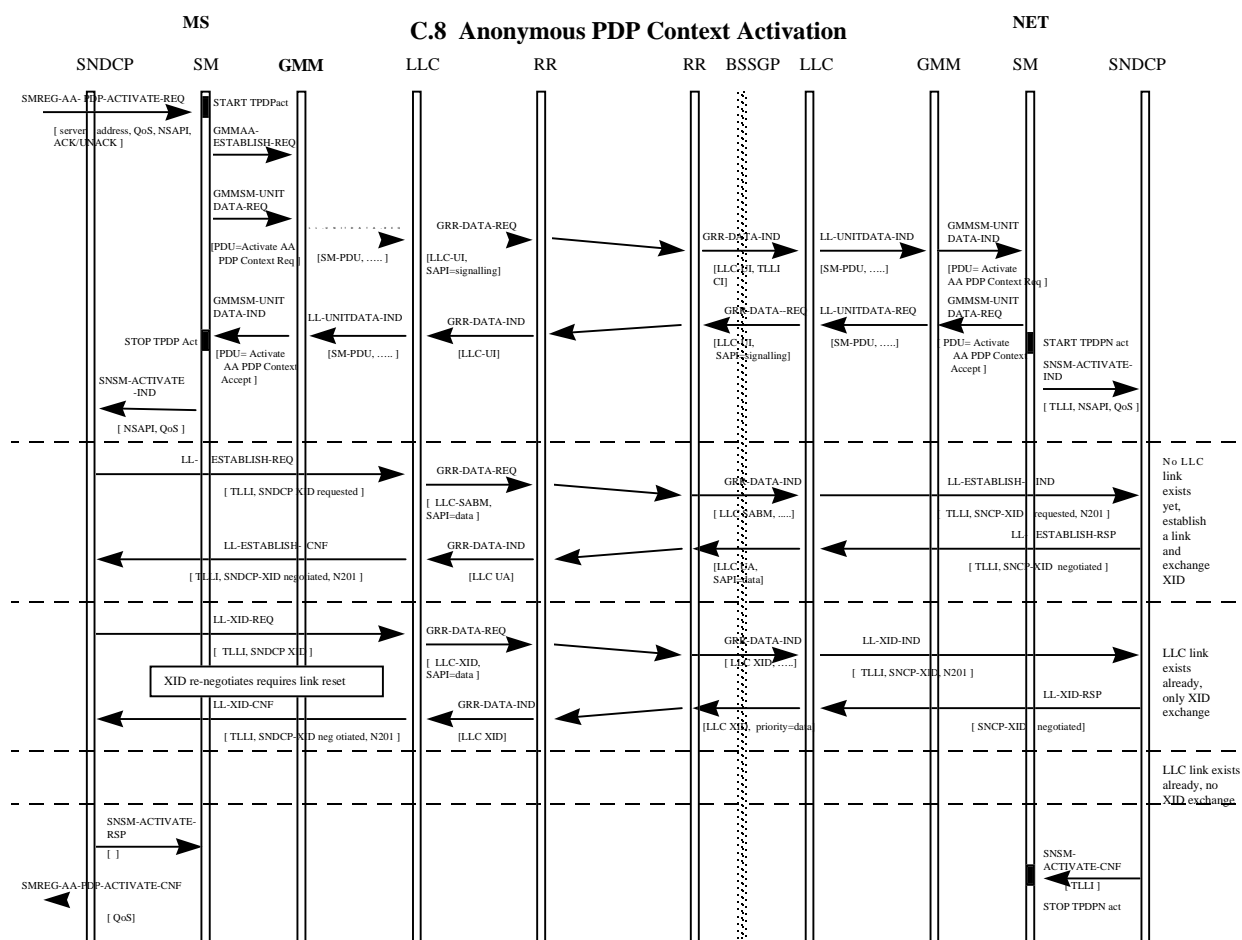 MS
NET
C.8 Anonymous PDP Context Activation
SNDCP SM GMM LLC RR RR BSSGP LLC GMM SM SNDCP
SMREG-AA- PDP-ACTIVATE-REQ
START TPDPact
[ server address, QoS, NSAPI,
ACK/UNACK ]
GMMAA-
ESTABLISH-REQ
GMMSM-UNIT
DATA-REQ
[PDU=Activate AA
PDP Context Req ]
[SM-PDU, ..... ]
GRR-DATA-REQ
[LLC-UI,
SAPI=signalling]
GRR-DATA-IND
[LLC-UI, TLLI
CI]
LL-UNITDATA-IND
[SM-PDU, .....]
GMMSM-UNIT
DATA-IND
[PDU= Activate
AA PDP Context Req ]
GMMSM-UNIT
DATA-IND
STOP TPDP Act
[PDU= Activate
AA PDP Context
Accept ]
LL-UNITDATA-IND
[SM-PDU, ..... ]
GRR-DATA-IND
[LLC-UI]
GRR-DATA--REQ
[LLC-UI,
SAPI=signalling]
LL-UNITDATA-REQ
[SM-PDU, .....]
GMMSM-UNIT
DATA-REQ
[ PDU= Activate
AA PDP Context
Accept ]
START TPDPN act
SNSM-ACTIVATE
-IND
[ NSAPI, QoS ]
SNSM-ACTIVATE-
IND
[ TLLI, NSAPI, QoS ]
LL- ESTABLISH-REQ
[ TLLI, SNDCP XID requested ]
GRR-DATA-REQ
[ LLC-SABM,
SAPI=data ]
GRR-DATA-IND
[ LLC SABM, .....]
LL-ESTABLISH- IND
[ TLLI, SNCP-XID requested, N201 ]
LL-ESTABLISH- CNF
[ TLLI, SNDCP-XID negotiated, N201 ]
GRR-DATA-IND
[LLC UA]
[LLC UA,
SAPI=data]
LL- ESTABLISH-RSP
[ TLLI, SNCP-XID negotiated ]
No LLC
link
exists
yet,
establish
a link
and
exchange
XID
LL-XID-REQ
[ TLLI, SNDCP XID ]
GRR-DATA-REQ
[ LLC-XID,
SAPI=data ]
GRR-DATA-IND
[ LLC XID, .....]
LL-XID-IND
[ TLLI, SNCP-XID, N201 ]
XID re-negotiates requires link reset
LL-XID-CNF
[ TLLI, SNDCP-XID neg otiated, N201 ]
GRR-DATA-IND
[LLC XID]
[LLC XID, priority=data]
LL-XID-RSP
[ SNCP-XID negotiated]
LLC link
exists
already,
only XID
exchange
LLC link exists
already, no
XID exchange
SNSM-ACTIVATE-
RSP
[ ]
SMREG-AA-PDP-ACTIVATE-CNF
[ QoS]
SNSM-
ACTIVATE-CNF
[TLLI ]
STOP TPDPN act